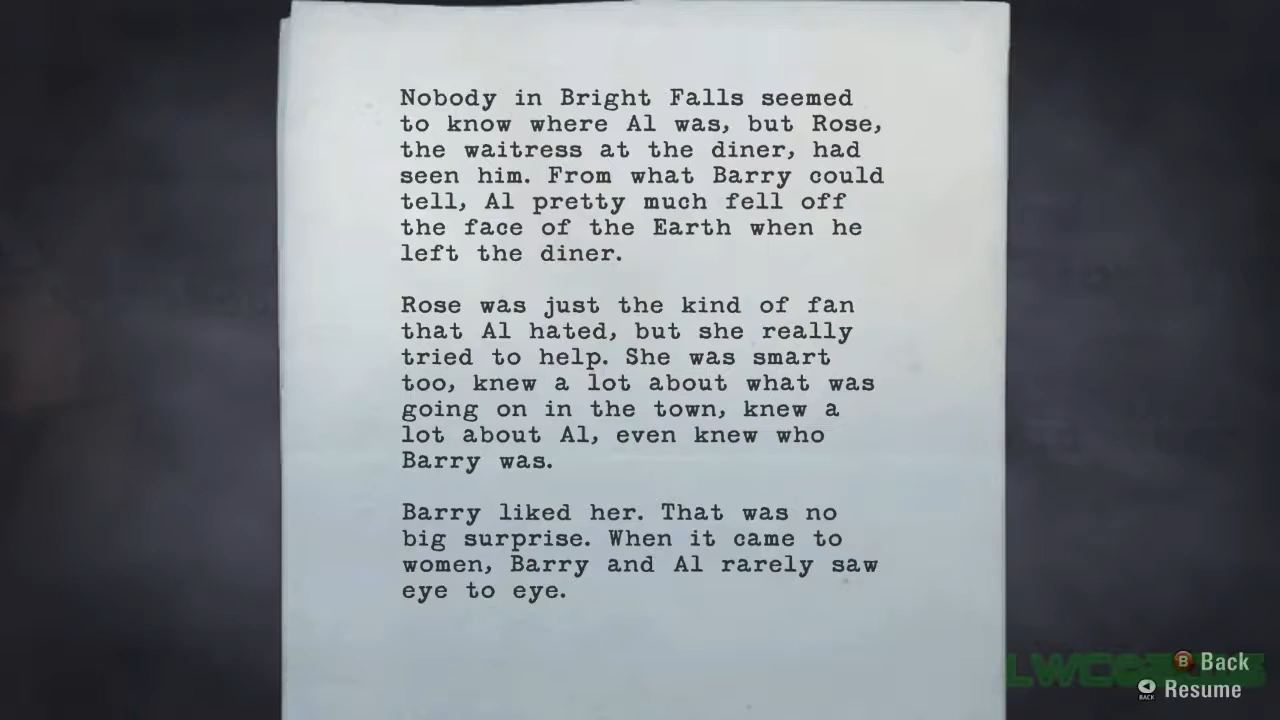 Nobody in Bright Falls seemed
to know where Al was, but Rose,
the waitress at the diner, had
seen him. From what Barry could
tell, Al pretty much fell off
the face of the Earth when he
left the diner.
Rose was just the kind of fan
that Al hated, but she really
tried to help. She was smart
too, knew a lot about what was
going on in the town, knew a
lot about Al, even knew who
Barry was.
Barry liked her. That was no
big surprise. When it came to
women, Barry and Al rarely saw
eye to eye.
B Back
BACK Resume